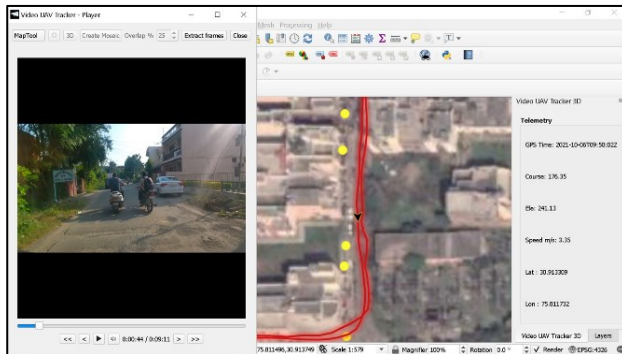 Video UAV Tracker - Player
MapTool 3D Create Mosaic Overlap % 25 Extract frames Close
0:00:44 / 0:09:11
Mesh Processing Help
Video UAV Tracker 3D
Telemetry
GPS Time: 2021-10-06T09:50:02Z
Course: 176.35
Ele: 241.13
Speed m/s: 3.35
Lat : 30.913309
Lon : 75.811732
Video UAV Tracker 3D Layers
75.811496,30.913749 Scale 1:579 Magnifier 100% Rotation 0.0 ° Render EPSG:4326